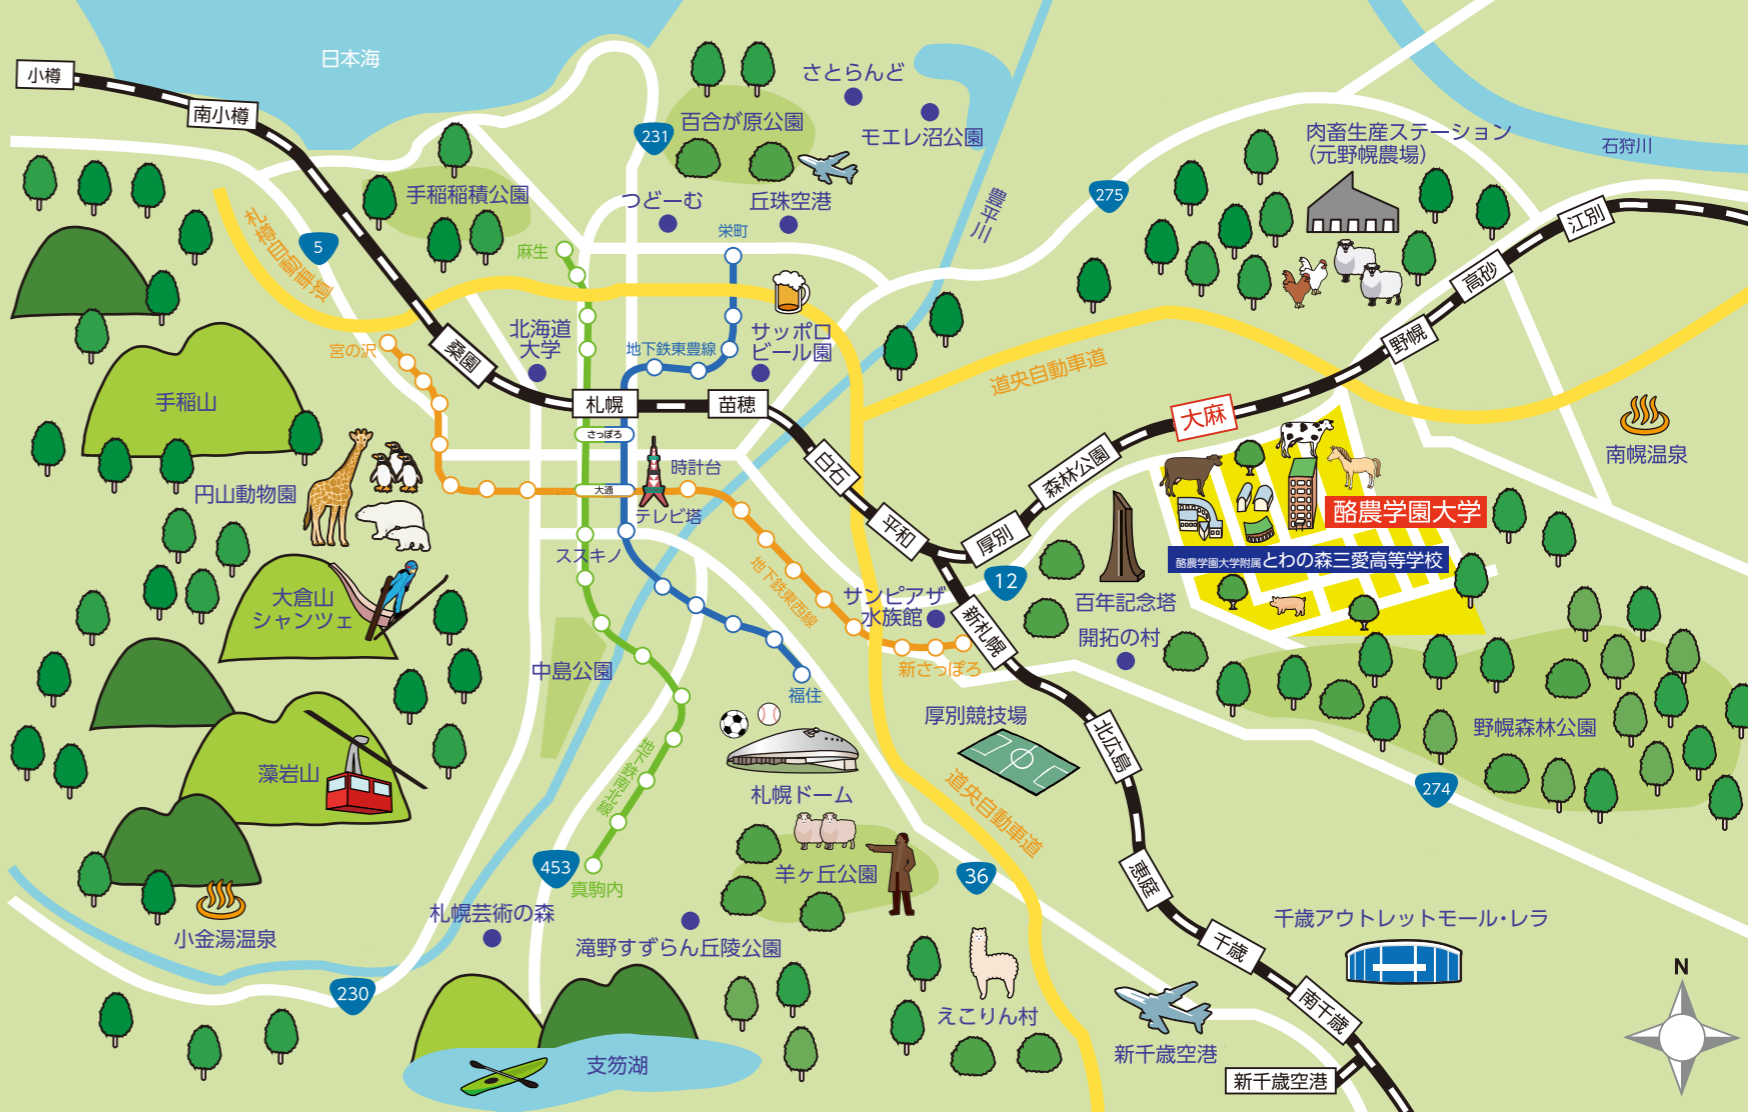 日本海
小樽
南小樽
さとらんど
百合が原公園
モエレ沼公園
231
肉畜生産ステーション
(元野幌農場)
石狩川
手稲稲積公園
つどーむ
丘珠空港
275
豊平川
江別
札樽自動車道
5
麻生
栄町
高砂
北海道
大学
サッポロ
ビール園
地下鉄東豊線
野幌
宮の沢
桑園
道央自動車道
手稲山
札幌
苗穂
大麻
さっぽろ
白石
森林公園
南幌温泉
時計台
円山動物園
大通
テレビ塔
酪農学園大学
平和
厚別
酪農学園大学附属とわの森三愛高等学校
ススキノ
地下鉄東西線
12
大倉山
シャンツェ
サンピアザ
水族館
百年記念塔
新札幌
開拓の村
中島公園
新さっぽろ
福住
厚別競技場
野幌森林公園
北広島
地下鉄南北線
藻岩山
274
札幌ドーム
道央自動車道
453
羊ヶ丘公園
36
真駒内
恵庭
札幌芸術の森
千歳アウトレットモール・レラ
小金湯温泉
滝野すずらん丘陵公園
千歳
N
230
えこりん村
南千歳
新千歳空港
支笏湖
新千歳空港